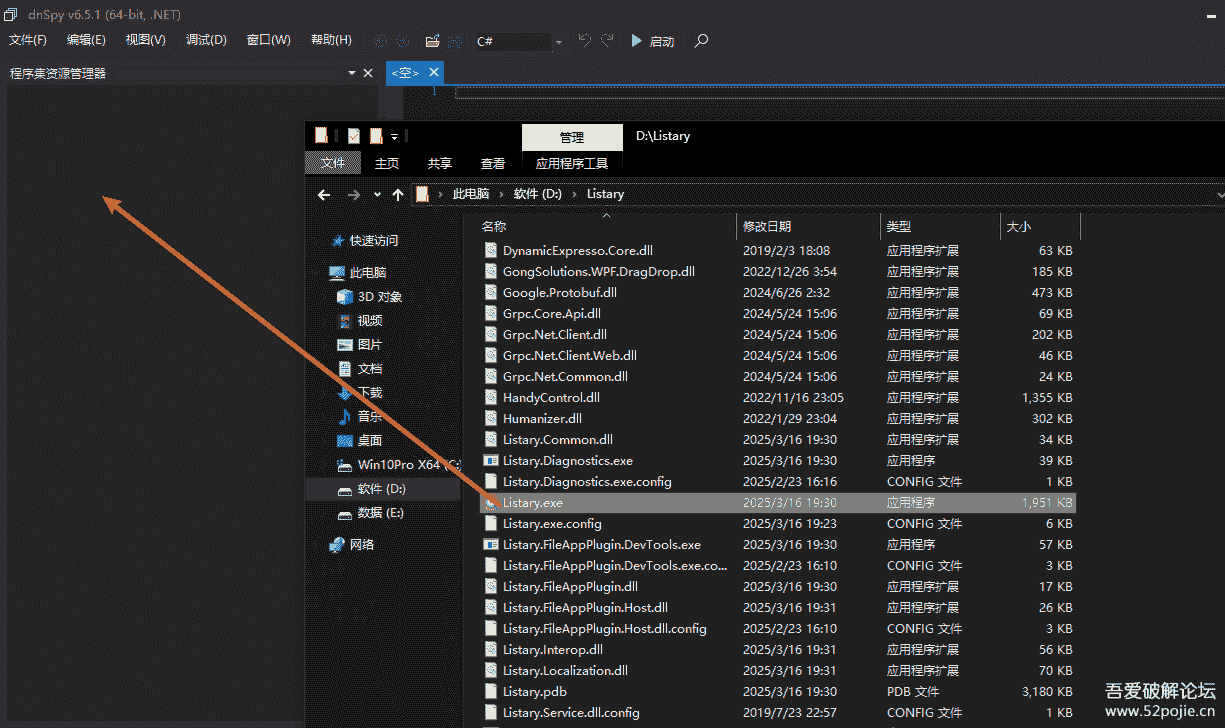 dnSpy v6.5.1 (64-bit, .NET)
文件(F) 编辑(E) 视图(V) 调试(D) 窗口(W) 帮助(H) C# 启动
程序集资源管理器
<空>
1
管理 D:\Listary
文件 主页 共享 查看 应用程序工具
此电脑 › 软件 (D:) › Listary
名称 修改日期 类型 大小
快速访问
此电脑
3D 对象
视频
图片
文档
下载
音乐
桌面
Win10Pro X64 (C:)
软件 (D:)
数据 (E:)
网络
DynamicExpresso.Core.dll 2019/2/3 18:08 应用程序扩展 63 KB
GongSolutions.WPF.DragDrop.dll 2022/12/26 3:54 应用程序扩展 185 KB
Google.Protobuf.dll 2024/6/26 2:32 应用程序扩展 473 KB
Grpc.Core.Api.dll 2024/5/24 15:06 应用程序扩展 69 KB
Grpc.Net.Client.dll 2024/5/24 15:06 应用程序扩展 202 KB
Grpc.Net.Client.Web.dll 2024/5/24 15:06 应用程序扩展 46 KB
Grpc.Net.Common.dll 2024/5/24 15:06 应用程序扩展 24 KB
HandyControl.dll 2022/11/16 23:05 应用程序扩展 1,355 KB
Humanizer.dll 2022/1/29 23:04 应用程序扩展 302 KB
Listary.Common.dll 2025/3/16 19:30 应用程序扩展 34 KB
Listary.Diagnostics.exe 2025/3/16 19:30 应用程序 39 KB
Listary.Diagnostics.exe.config 2025/2/23 16:16 CONFIG 文件 1 KB
Listary.exe 2025/3/16 19:30 应用程序 1,951 KB
Listary.exe.config 2025/3/16 19:23 CONFIG 文件 6 KB
Listary.FileAppPlugin.DevTools.exe 2025/3/16 19:30 应用程序 57 KB
Listary.FileAppPlugin.DevTools.exe.co... 2025/2/23 16:10 CONFIG 文件 3 KB
Listary.FileAppPlugin.dll 2025/3/16 19:30 应用程序扩展 17 KB
Listary.FileAppPlugin.Host.dll 2025/3/16 19:31 应用程序扩展 26 KB
Listary.FileAppPlugin.Host.dll.config 2025/2/23 16:10 CONFIG 文件 3 KB
Listary.Interop.dll 2025/3/16 19:31 应用程序扩展 56 KB
Listary.Localization.dll 2025/3/16 19:31 应用程序扩展 70 KB
Listary.pdb 2025/3/16 19:30 PDB 文件 3,180 KB
Listary.Service.dll.config 2019/7/23 22:57 CONFIG 文件 1 KB
吾爱破解论坛
www.52pojie.cn